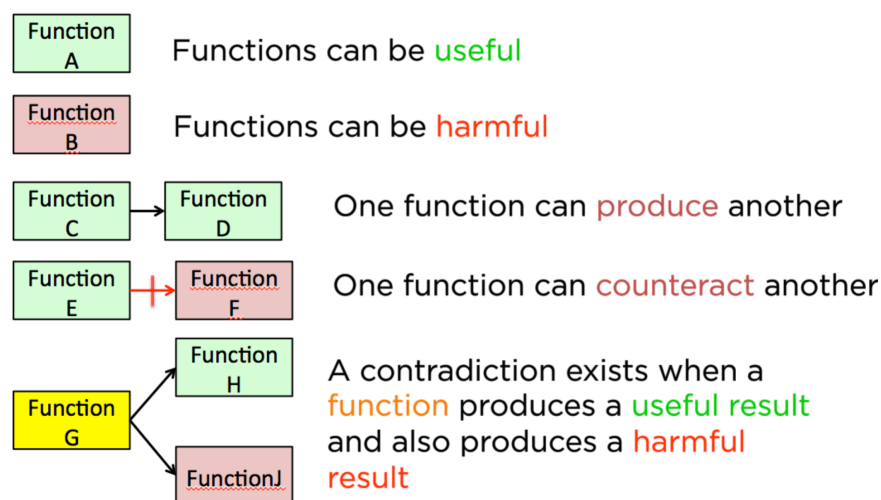 Function
A
Functions can be useful
Function
B
Functions can be harmful
Function
C
Function
D
One function can produce another
Function
E
Function
F
One function can counteract another
Function
G
Function
H
FunctionJ
A contradiction exists when a
function produces a useful result
and also produces a harmful
result